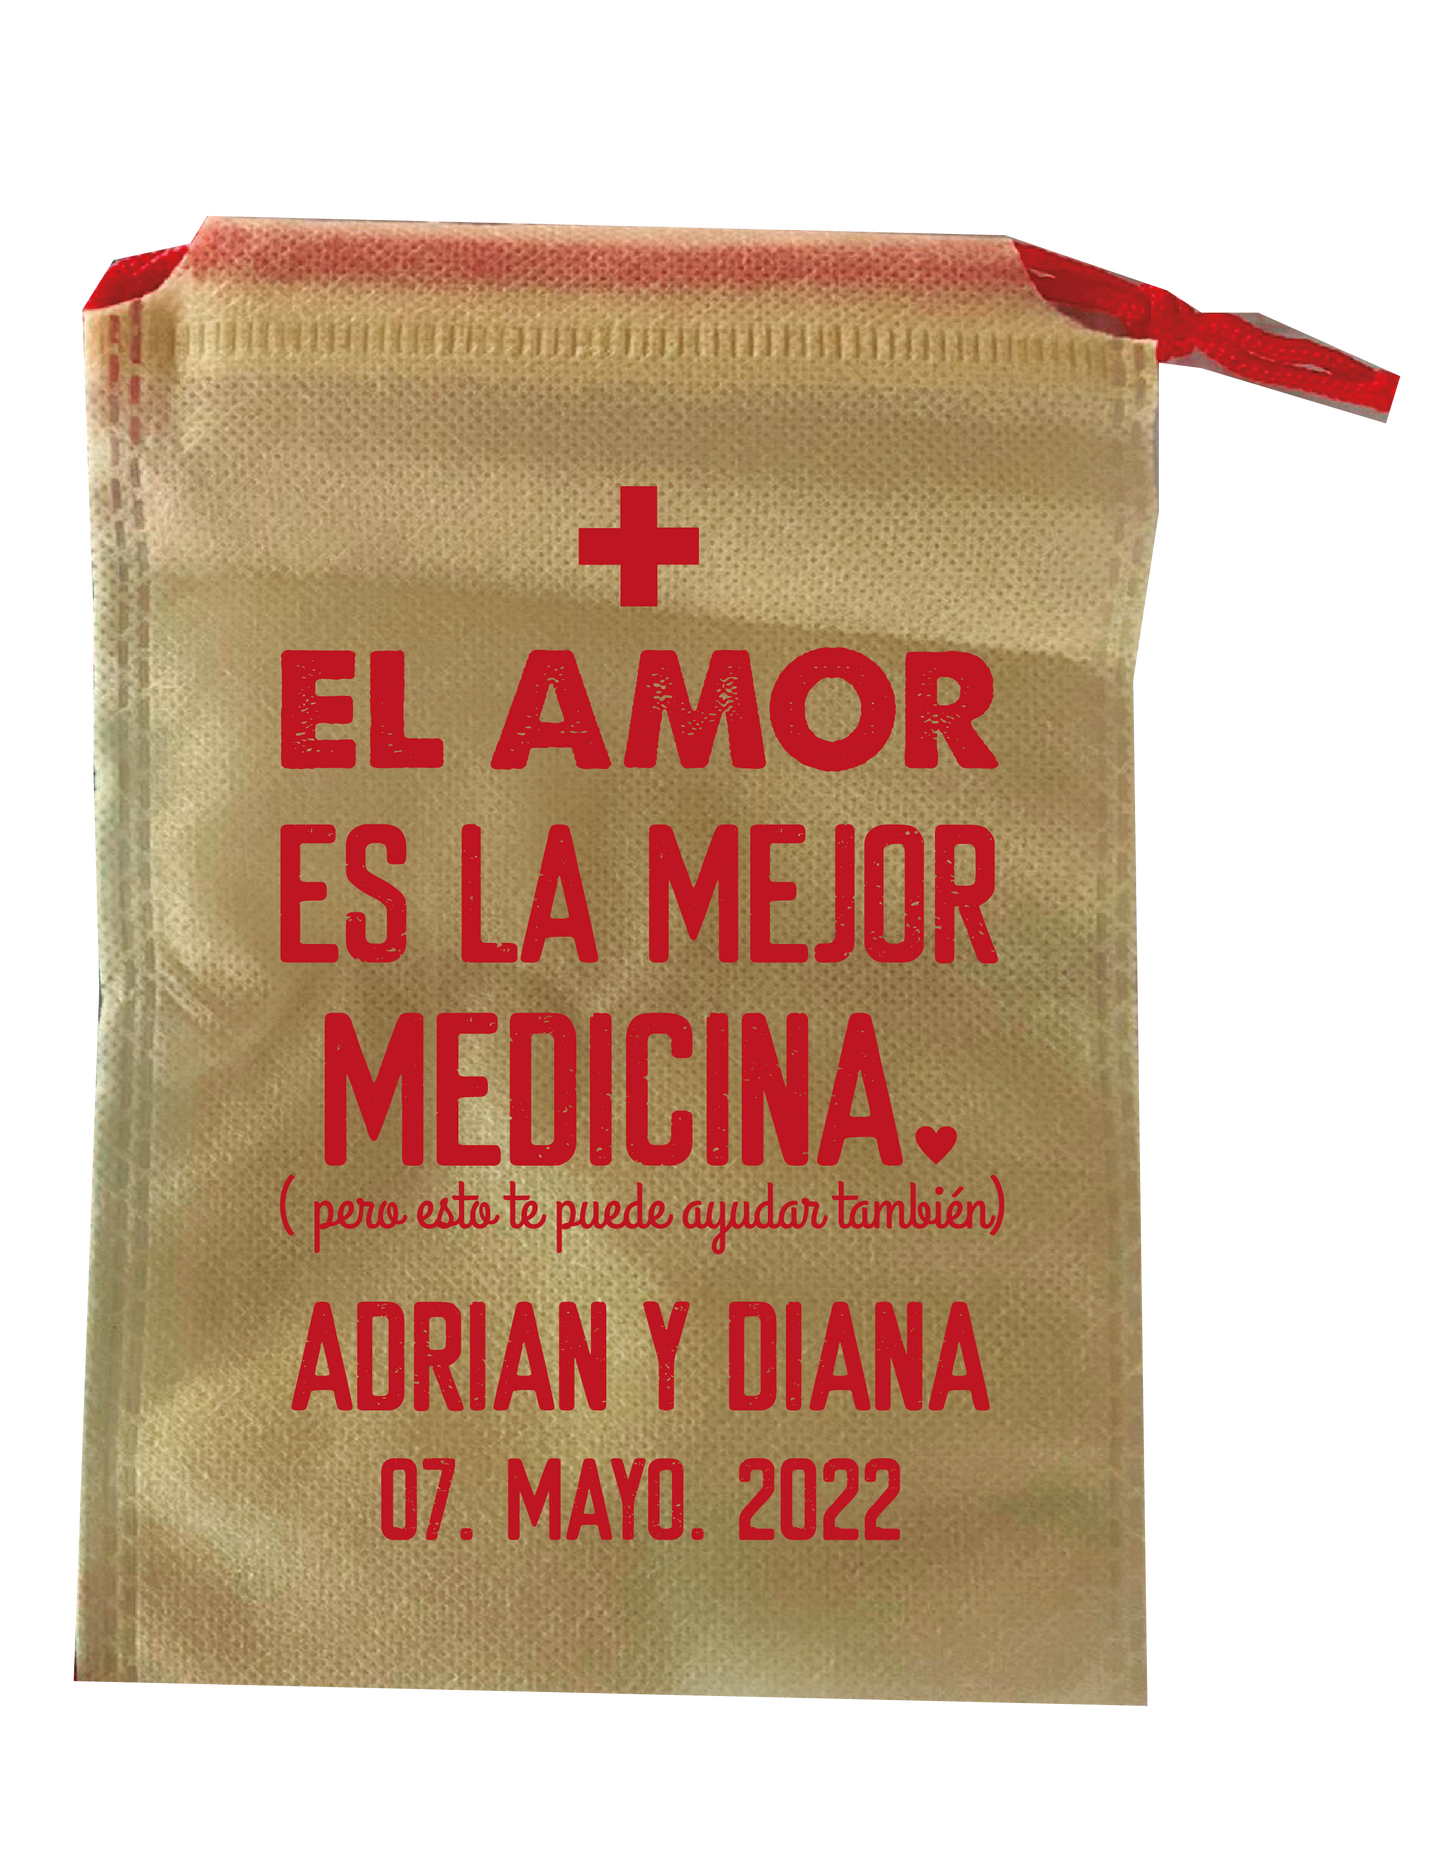 EL AMOR
ES LA MEJOR
MEDICINA.
( pero esto te puede ayudar también)
ADRIAN Y DIANA
07. MAYO. 2022